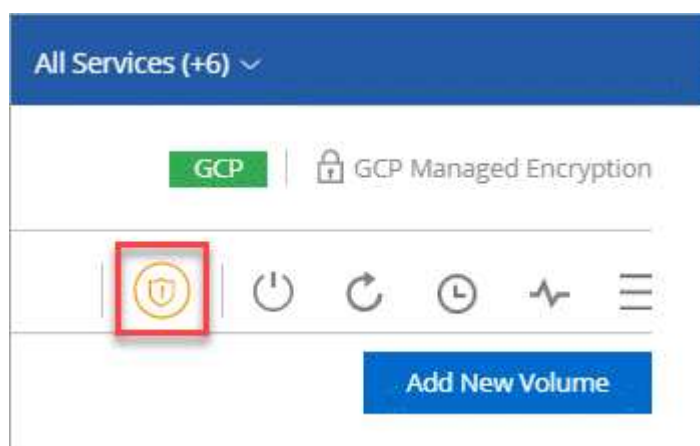 All Services (+6)
GCP
GCP Managed Encryption
Add New Volume